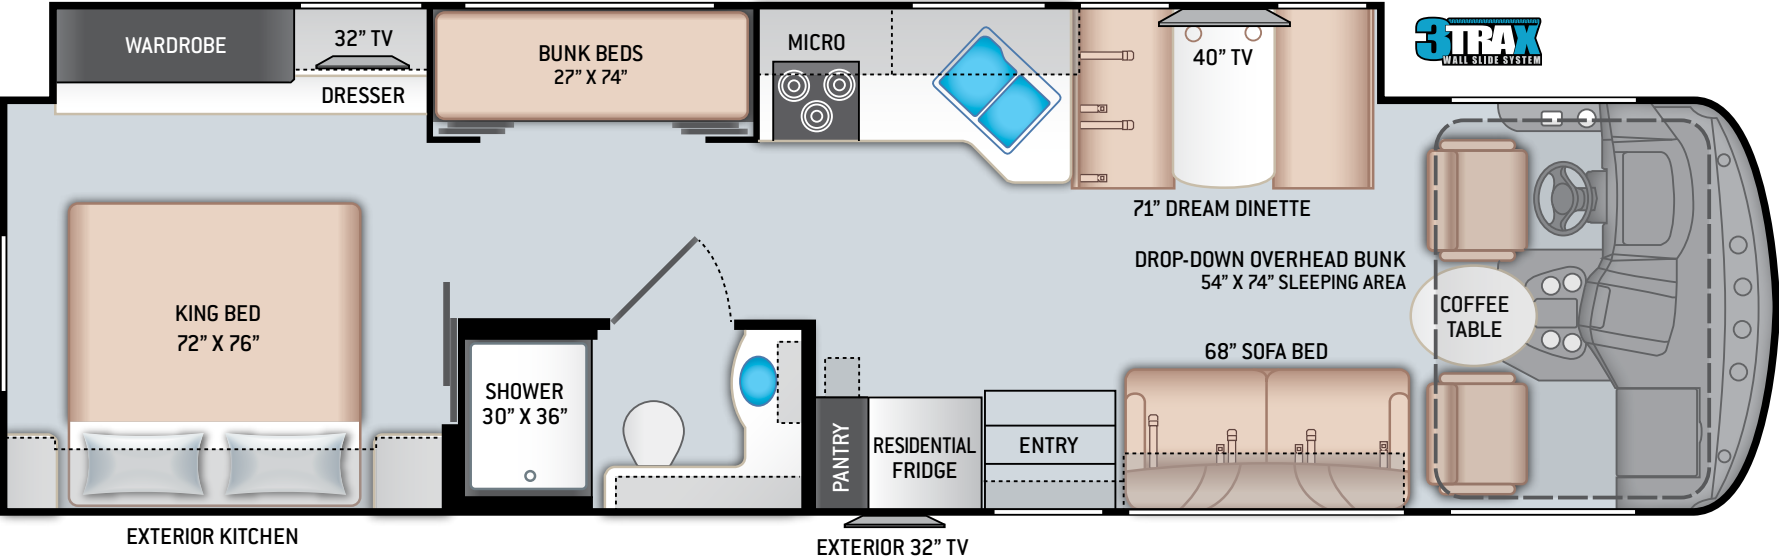 WARDROBE
32” TV
DRESSER
BUNK BEDS
27” X 74”
MICRO
40” TV
3TRAX
WALL SLIDE SYSTEM
71” DREAM DINETTE
DROP-DOWN OVERHEAD BUNK
54” X 74” SLEEPING AREA
COFFEE
TABLE
KING BED
72” X 76”
SHOWER
30” X 36”
68” SOFA BED
PANTRY
RESIDENTIAL
FRIDGE
ENTRY
EXTERIOR KITCHEN
EXTERIOR 32” TV